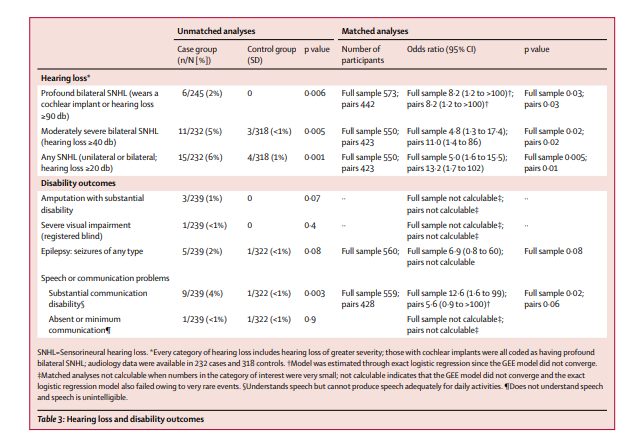 Unmatched analyses Matched analyses
Case group Control group p value Number of Odds ratio (95% CI) p value
(n/N [%]) (SD) participants
Hearing loss*
Profound bilateral SNHL (wears a 6/245 (2%) 0 0·006 Full sample 573; Full sample 8·2 (1·2 to >100)†; Full sample 0·03;
cochlear implant or hearing loss pairs 442 pairs 8·2 (1·2 to >100)† pairs 0·03
≥90 db)
Moderately severe bilateral SNHL 11/232 (5%) 3/318 (<1%) 0·005 Full sample 550; Full sample 4·8 (1·3 to 17·4); Full sample 0·02;
(hearing loss ≥40 db) pairs 423 pairs 11·0 (1·4 to 86) pairs 0·02
Any SNHL (unilateral or bilateral; 15/232 (6%) 4/318 (1%) 0·001 Full sample 550; Full sample 5·0 (1·6 to 15·5); Full sample 0·005;
hearing loss ≥20 db) pairs 423 pairs 13·2 (1·7 to 102) pairs 0·01
Disability outcomes
Amputation with substantial 3/239 (1%) 0 0·07 ·· Full sample not calculable‡; ··
disability pairs not calculable‡
Severe visual impairment 1/239 (<1%) 0 0·4 ·· Full sample not calculable‡; ··
(registered blind) pairs not calculable‡
Epilepsy: seizures of any type 5/239 (2%) 1/322 (<1%) 0·08 Full sample 560; Full sample 6·9 (0·8 to 60); Full sample 0·08
pairs not calculable
Speech or communication problems
Substantial communication 9/239 (4%) 1/322 (<1%) 0·003 Full sample 559; Full sample 12·6 (1·6 to 99); Full sample 0·02;
disability§ pairs 428 pairs 5·6 (0·9 to >100)† pairs 0·06
Absent or minimum 1/239 (<1%) 1/322 (<1%) 0·9 Full sample not calculable‡;
communication¶ pairs not calculable‡
SNHL=Sensorineural hearing loss. *Every category of hearing loss includes hearing loss of greater severity; those with cochlear implants were all coded as having profound
bilateral SNHL; audiology data were available in 232 cases and 318 controls. †Model was estimated through exact logistic regression since the GEE model did not converge.
‡Matched analyses not calculable when numbers in the category of interest were very small; not calculable indicates that the GEE model did not converge and the exact
logistic regression model also failed owing to very rare events. §Understands speech but cannot produce speech adequately for daily activities. ¶Does not understand speech
and speech is unintelligible.
Table 3: Hearing loss and disability outcomes